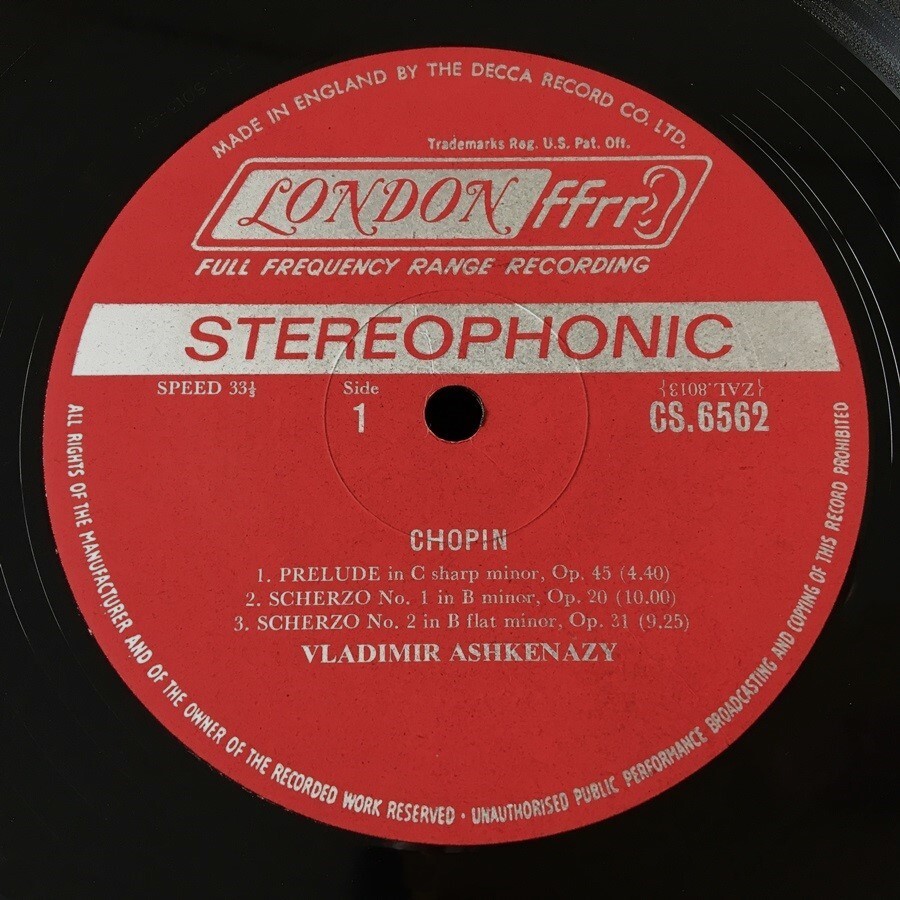 MADE IN ENGLAND BY THE DECCA RECORD CO. LTD.
Trademarks Reg. U.S. Pat. Off.
LONDON ffrr
FULL FREQUENCY RANGE RECORDING
STEREOPHONIC
SPEED 33⅓
Side
1
{ZAL.8013}
CS.6562
CHOPIN
1. PRELUDE in C sharp minor, Op. 45 (4.40)
2. SCHERZO No. 1 in B minor, Op. 20 (10.00)
3. SCHERZO No. 2 in B flat minor, Op. 31 (9.25)
VLADIMIR ASHKENAZY
ALL RIGHTS OF THE MANUFACTURER AND OF THE OWNER OF THE RECORDED WORK RESERVED · UNAUTHORISED PUBLIC PERFORMANCE BROADCASTING AND COPYING OF THIS RECORD PROHIBITED